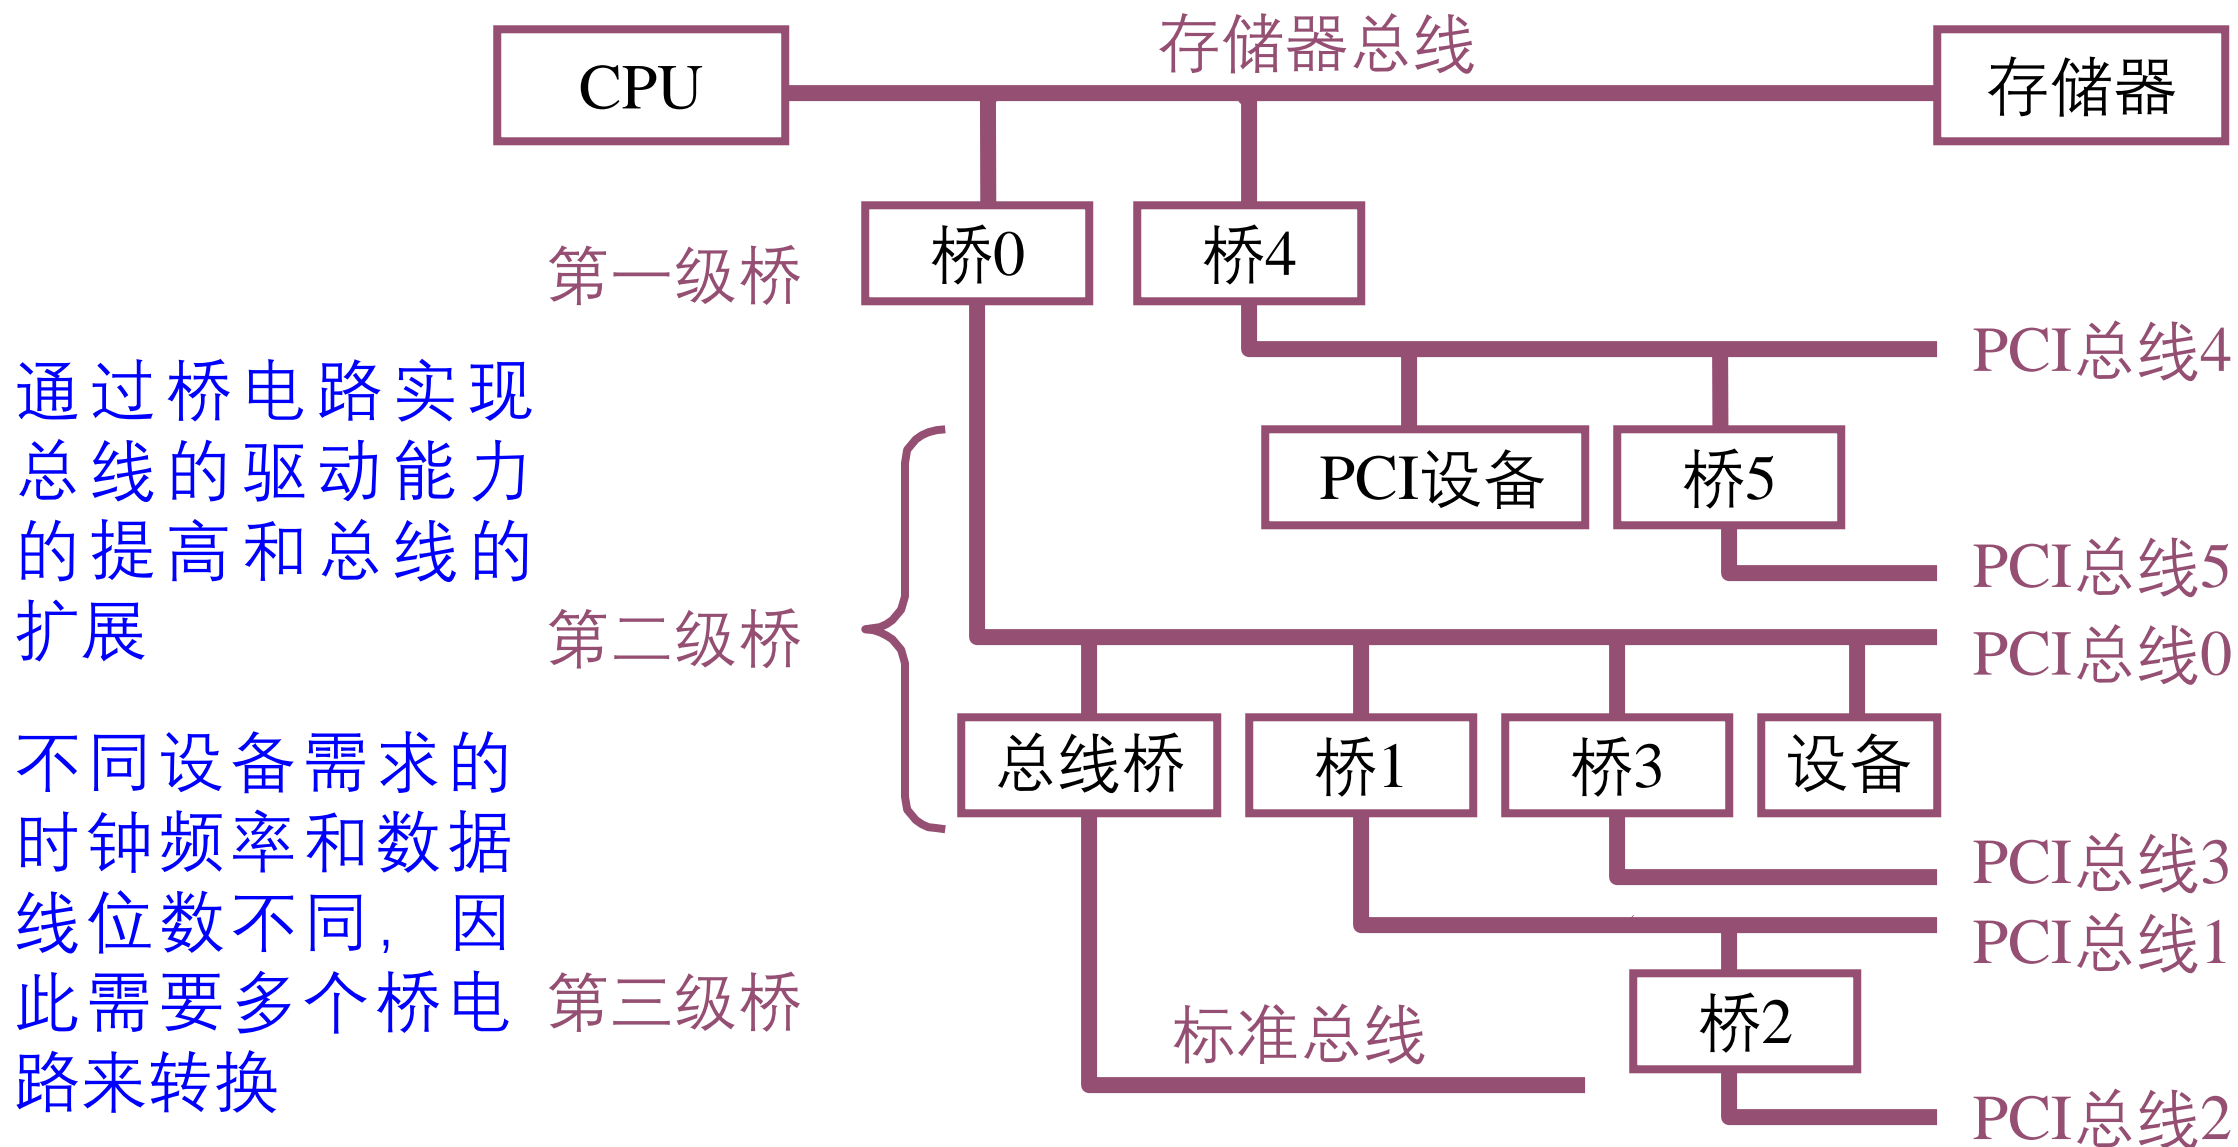 存储器总线
CPU
存储器
桥0
桥4
第一级桥
PCI总线4
通过桥电路实现
总线的驱动能力
的提高和总线的
扩展
PCI设备
桥5
PCI总线5
第二级桥
PCI总线0
不同设备需求的
时钟频率和数据
线位数不同，因
此需要多个桥电
路来转换
总线桥
桥1
桥3
设备
PCI总线3
PCI总线1
第三级桥
标准总线
桥2
PCI总线2